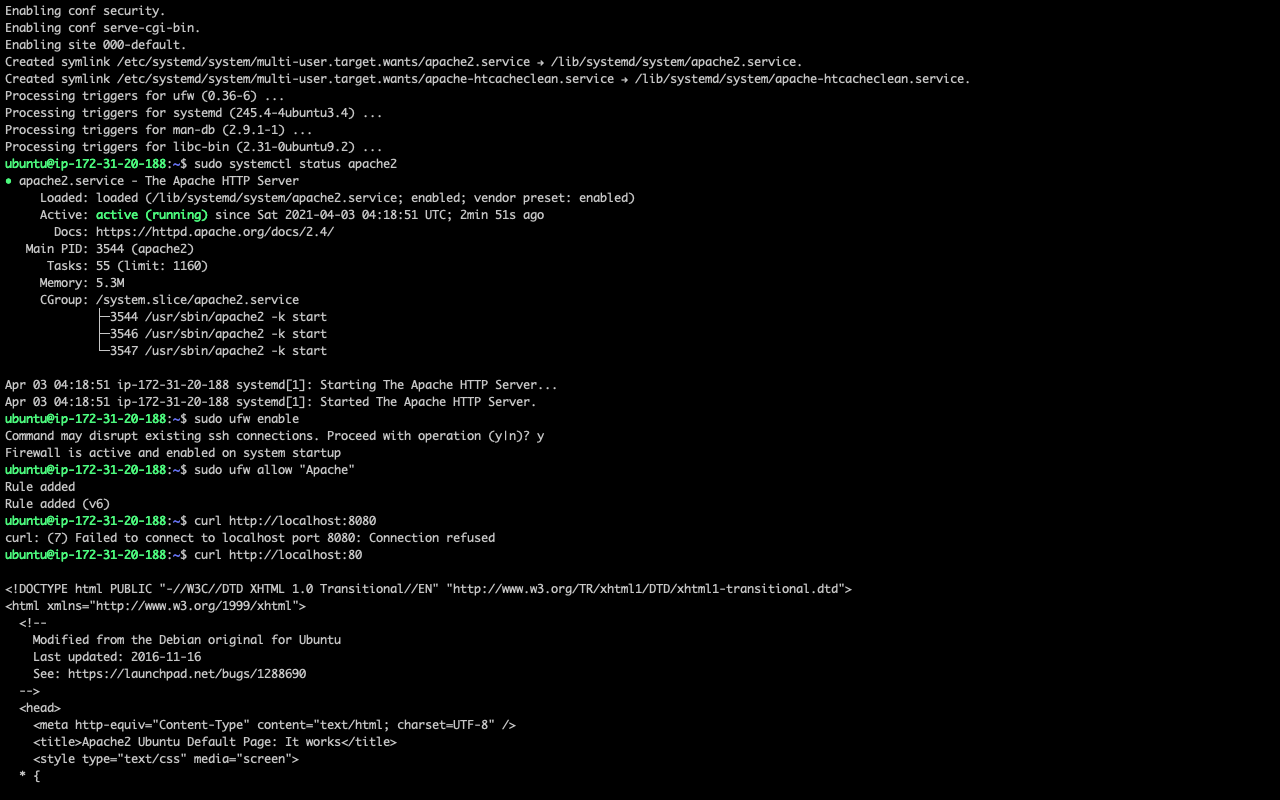 Enabling conf security.
Enabling conf serve-cgi-bin.
Enabling site 000-default.
Created symlink /etc/systemd/system/multi-user.target.wants/apache2.service → /lib/systemd/system/apache2.service.
Created symlink /etc/systemd/system/multi-user.target.wants/apache-htcacheclean.service → /lib/systemd/system/apache-htcacheclean.service.
Processing triggers for ufw (0.36-6) ...
Processing triggers for systemd (245.4-4ubuntu3.4) ...
Processing triggers for man-db (2.9.1-1) ...
Processing triggers for libc-bin (2.31-0ubuntu9.2) ...
ubuntu@ip-172-31-20-188:~$ sudo systemctl status apache2
● apache2.service - The Apache HTTP Server
     Loaded: loaded (/lib/systemd/system/apache2.service; enabled; vendor preset: enabled)
     Active: active (running) since Sat 2021-04-03 04:18:51 UTC; 2min 51s ago
       Docs: https://httpd.apache.org/docs/2.4/
   Main PID: 3544 (apache2)
      Tasks: 55 (limit: 1160)
     Memory: 5.3M
     CGroup: /system.slice/apache2.service
             ├─3544 /usr/sbin/apache2 -k start
             ├─3546 /usr/sbin/apache2 -k start
             └─3547 /usr/sbin/apache2 -k start
Apr 03 04:18:51 ip-172-31-20-188 systemd[1]: Starting The Apache HTTP Server...
Apr 03 04:18:51 ip-172-31-20-188 systemd[1]: Started The Apache HTTP Server.
ubuntu@ip-172-31-20-188:~$ sudo ufw enable
Command may disrupt existing ssh connections. Proceed with operation (y|n)? y
Firewall is active and enabled on system startup
ubuntu@ip-172-31-20-188:~$ sudo ufw allow "Apache"
Rule added
Rule added (v6)
ubuntu@ip-172-31-20-188:~$ curl http://localhost:8080
curl: (7) Failed to connect to localhost port 8080: Connection refused
ubuntu@ip-172-31-20-188:~$ curl http://localhost:80
<!DOCTYPE html PUBLIC "-//W3C//DTD XHTML 1.0 Transitional//EN" "http://www.w3.org/TR/xhtml1/DTD/xhtml1-transitional.dtd">
<html xmlns="http://www.w3.org/1999/xhtml">
  <!--
    Modified from the Debian original for Ubuntu
    Last updated: 2016-11-16
    See: https://launchpad.net/bugs/1288690
  -->
  <head>
    <meta http-equiv="Content-Type" content="text/html; charset=UTF-8" />
    <title>Apache2 Ubuntu Default Page: It works</title>
    <style type="text/css" media="screen">
  * {